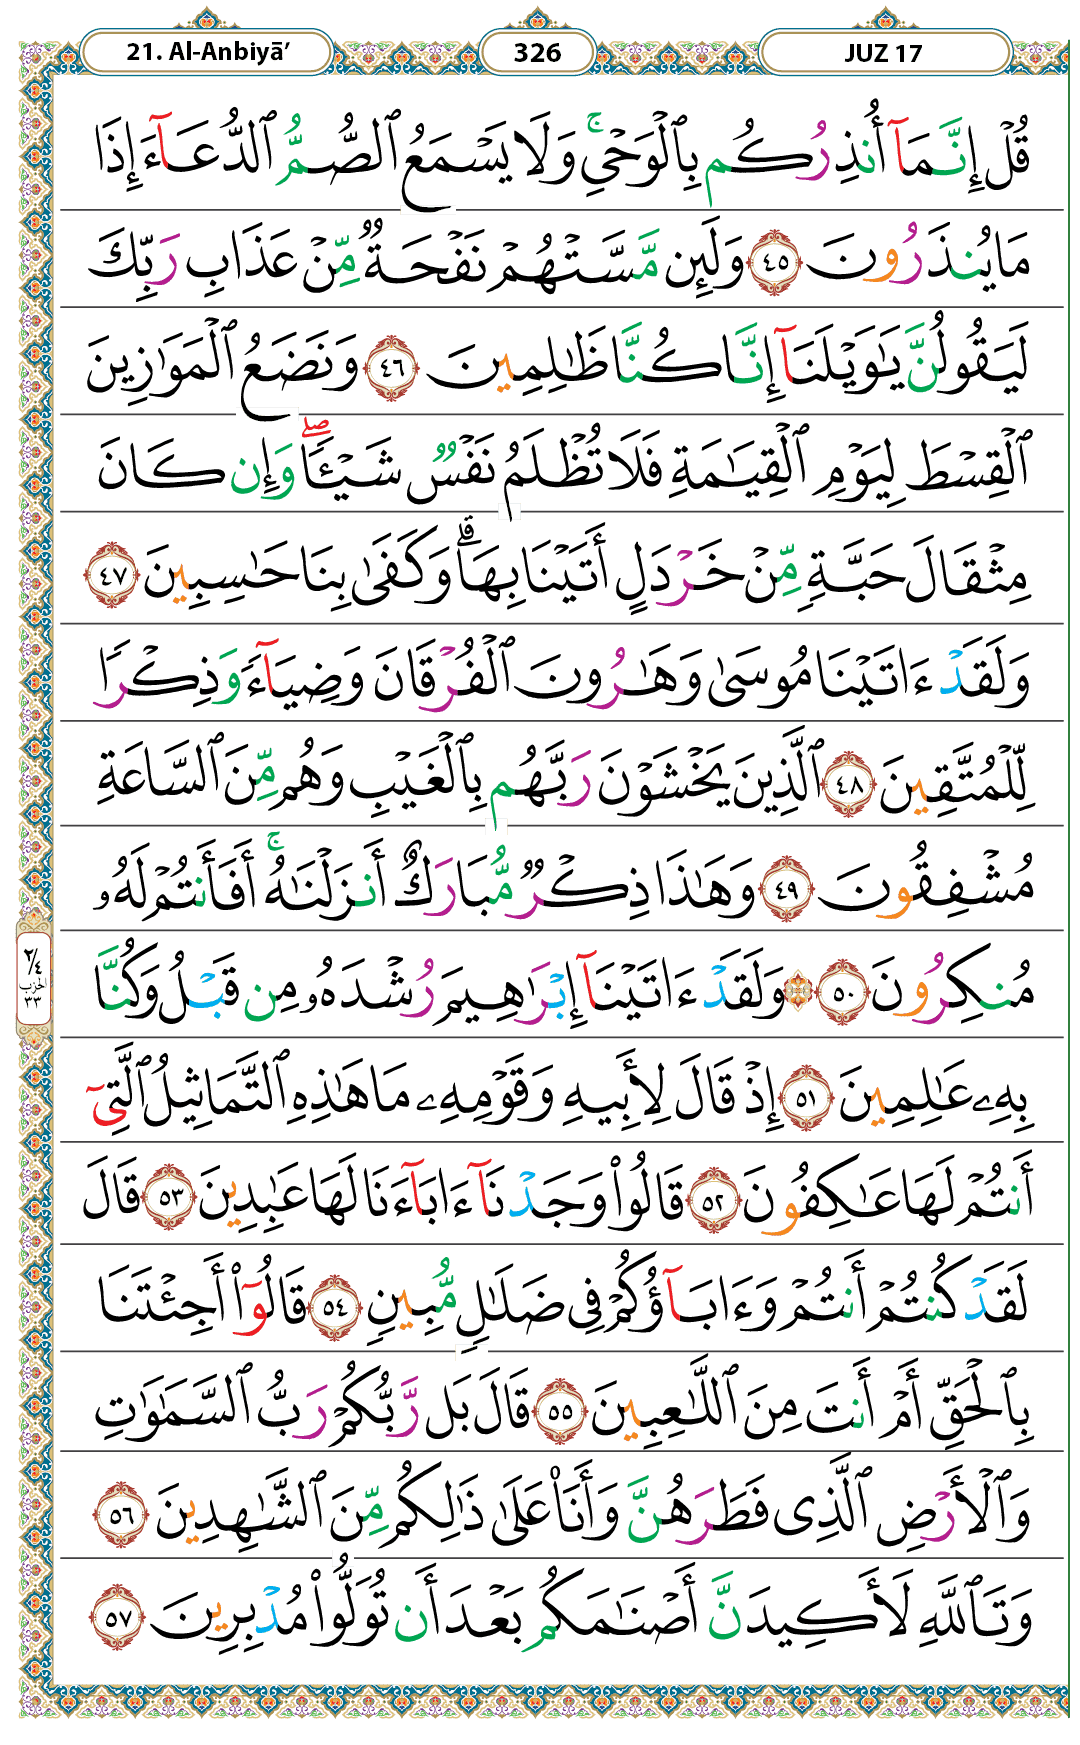 21. Al-Anbiyā’ 326 JUZ 17
قُلْ إِنَّمَآ أُنذِرُكُم بِٱلْوَحْىِ ۚ وَلَا يَسْمَعُ ٱلصُّمُّ ٱلدُّعَآءَ إِذَا
مَا يُنذَرُونَ ٤٥ وَلَئِن مَّسَّتْهُمْ نَفْحَةٌ مِّنْ عَذَابِ رَبِّكَ
لَيَقُولُنَّ يَـٰوَيْلَنَآ إِنَّا كُنَّا ظَـٰلِمِينَ ٤٦ وَنَضَعُ ٱلْمَوَٰزِينَ
ٱلْقِسْطَ لِيَوْمِ ٱلْقِيَـٰمَةِ فَلَا تُظْلَمُ نَفْسٌ شَيْـًٔا ۖ وَإِن كَانَ
مِثْقَالَ حَبَّةٍ مِّنْ خَرْدَلٍ أَتَيْنَا بِهَا ۗ وَكَفَىٰ بِنَا حَـٰسِبِينَ ٤٧
وَلَقَدْ ءَاتَيْنَا مُوسَىٰ وَهَـٰرُونَ ٱلْفُرْقَانَ وَضِيَآءً وَذِكْرًا
لِّلْمُتَّقِينَ ٤٨ ٱلَّذِينَ يَخْشَوْنَ رَبَّهُم بِٱلْغَيْبِ وَهُم مِّنَ ٱلسَّاعَةِ
مُشْفِقُونَ ٤٩ وَهَـٰذَا ذِكْرٌ مُّبَارَكٌ أَنزَلْنَـٰهُ ۚ أَفَأَنتُمْ لَهُۥ
مُنكِرُونَ ٥٠ ۞ وَلَقَدْ ءَاتَيْنَآ إِبْرَٰهِيمَ رُشْدَهُۥ مِن قَبْلُ وَكُنَّا
٢/٤ الحزب ٣٣
بِهِۦ عَـٰلِمِينَ ٥١ إِذْ قَالَ لِأَبِيهِ وَقَوْمِهِۦ مَا هَـٰذِهِ ٱلتَّمَاثِيلُ ٱلَّتِىٓ
أَنتُمْ لَهَا عَـٰكِفُونَ ٥٢ قَالُوا۟ وَجَدْنَآ ءَابَآءَنَا لَهَا عَـٰبِدِينَ ٥٣ قَالَ
لَقَدْ كُنتُمْ أَنتُمْ وَءَابَآؤُكُمْ فِى ضَلَـٰلٍ مُّبِينٍ ٥٤ قَالُوٓا۟ أَجِئْتَنَا
بِٱلْحَقِّ أَمْ أَنتَ مِنَ ٱللَّـٰعِبِينَ ٥٥ قَالَ بَل رَّبُّكُمْ رَبُّ ٱلسَّمَـٰوَٰتِ
وَٱلْأَرْضِ ٱلَّذِى فَطَرَهُنَّ وَأَنَا۠ عَلَىٰ ذَٰلِكُم مِّنَ ٱلشَّـٰهِدِينَ ٥٦
وَتَٱللَّهِ لَأَكِيدَنَّ أَصْنَـٰمَكُم بَعْدَ أَن تُوَلُّوا۟ مُدْبِرِينَ ٥٧